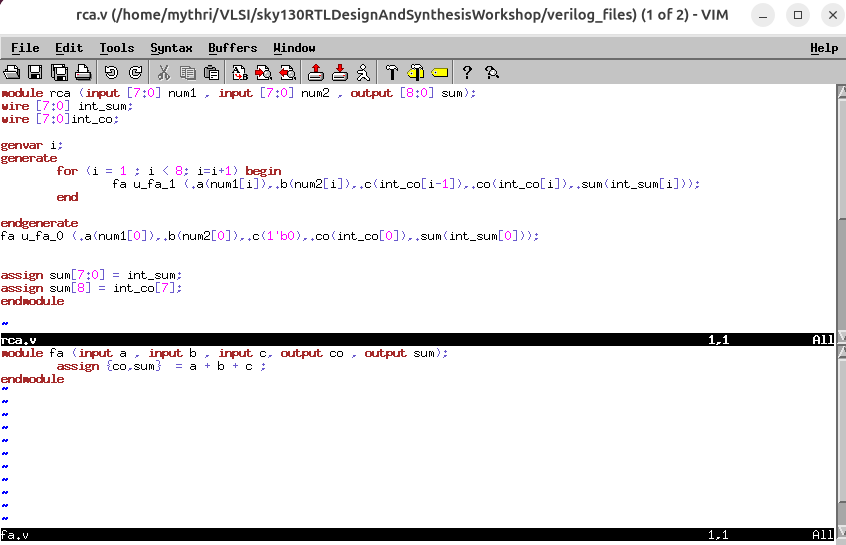 rca.v (/home/mythri/VLSI/sky130RTLDesignAndSynthesisWorkshop/verilog_files) (1 of 2) - VIM
File Edit Tools Syntax Buffers Window Help
module rca (input [7:0] num1 , input [7:0] num2 , output [8:0] sum);
wire [7:0] int_sum;
wire [7:0]int_co;
genvar i;
generate
for (i = 1 ; i < 8; i=i+1) begin
fa u_fa_1 (.a(num1[i]),.b(num2[i]),.c(int_co[i-1]),.co(int_co[i]),.sum(int_sum[i]));
end
endgenerate
fa u_fa_0 (.a(num1[0]),.b(num2[0]),.c(1'b0),.co(int_co[0]),.sum(int_sum[0]));
assign sum[7:0] = int_sum;
assign sum[8] = int_co[7];
endmodule
~
rca.v 1,1 All
module fa (input a , input b , input c, output co , output sum);
assign {co,sum} = a + b + c ;
endmodule
~
~
~
~
~
~
~
~
~
~
~
fa.v 1,1 All